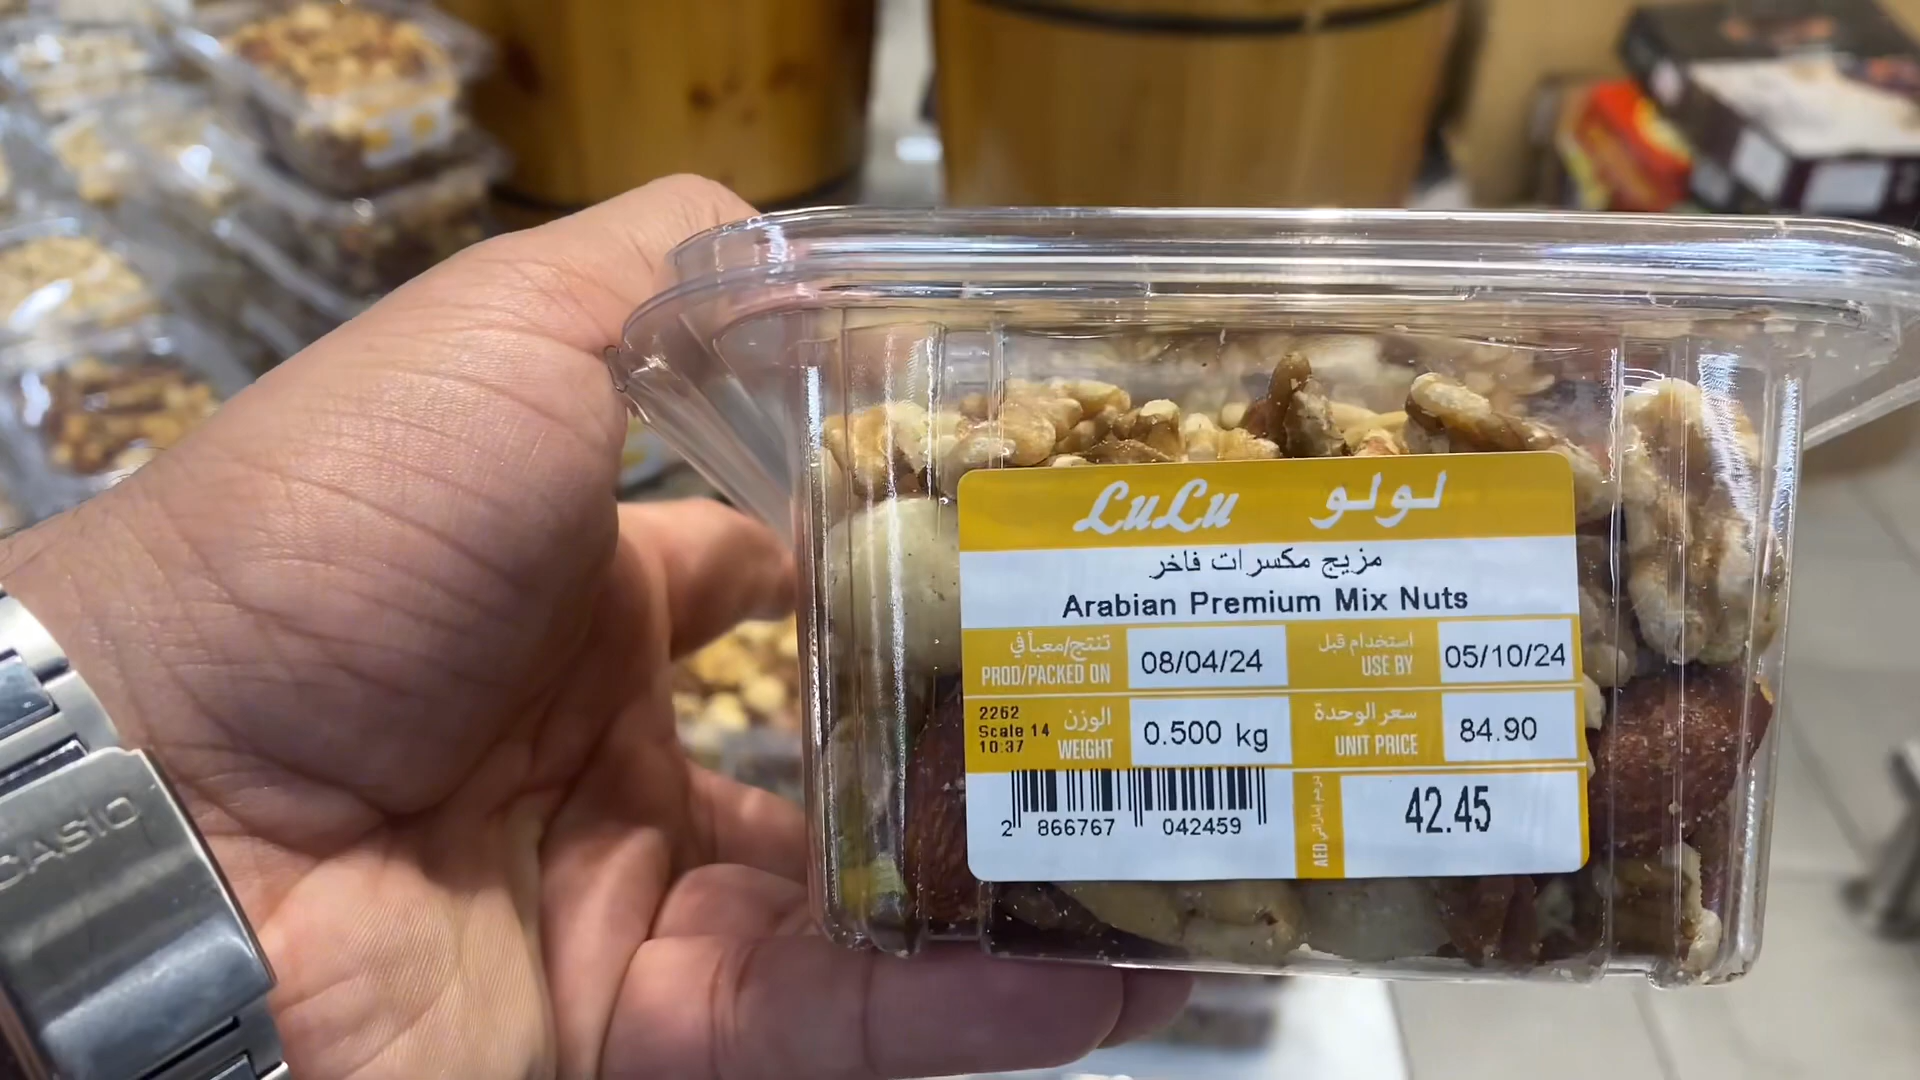 LuLu لولو
مزيج مكسرات فاخر
Arabian Premium Mix Nuts
تنتج/معبأ في
PROD/PACKED ON
08/04/24
استخدام قبل
USE BY
05/10/24
2262
Scale 14
10:37
الوزن
WEIGHT
0.500 kg
سعر الوحدة
UNIT PRICE
84.90
2 866767 042459
AED درهم إماراتي
42.45
CASIO